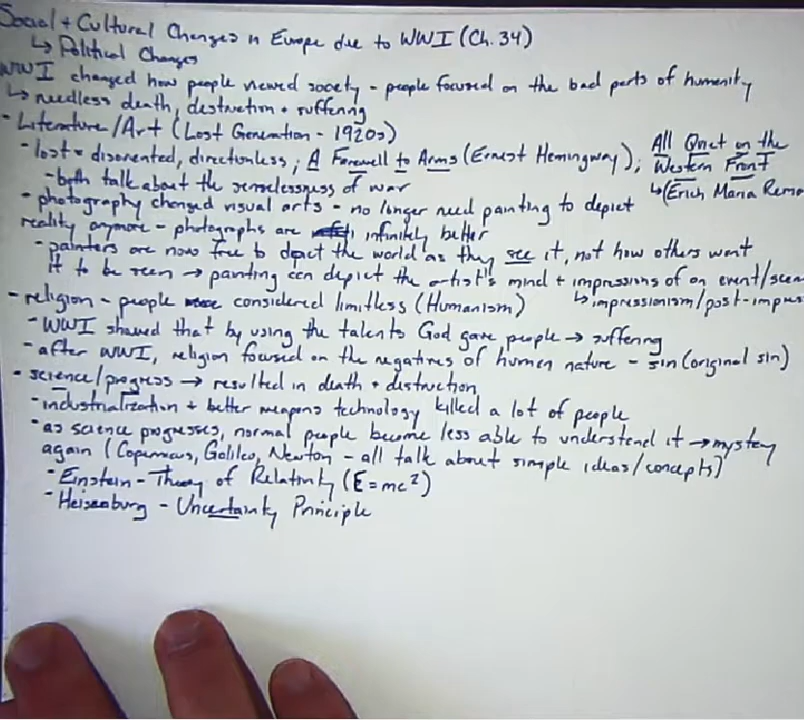 Social + Cultural Changes in Europe due to WWI (Ch. 34)
↳ Political Changes
WWI changed how people viewed society - people focused on the bad parts of humanity
↳ needless death, destruction + suffering
- Literature/Art (Lost Generation - 1920s)
- lost = disoriented, directionless; A Farewell to Arms (Ernest Hemingway); All Quiet on the Western Front
↳ (Erich Maria Remar
- both talk about the senselessness of war
- photography changed visual arts - no longer need painting to depict
reality anymore - photographs are infinitely better
- painters are now free to depict the world as they see it, not how others want
it to be seen → painting can depict the artist's mind + impressions of an event/scen
↳ impressionism/post-impres
- religion - people considered limitless (Humanism)
- WWI showed that by using the talents God gave people → suffering
- after WWI, religion focused on the negatives of human nature - sin (original sin)
- science/progress → resulted in death + destruction
- industrialization + better weapons technology killed a lot of people
- as science progresses, normal people become less able to understand it → mystery
again (Copernicus, Galileo, Newton - all talk about simple ideas/concepts)
- Einstein - Theory of Relativity (E=mc²)
- Heisenburg - Uncertainty Principle